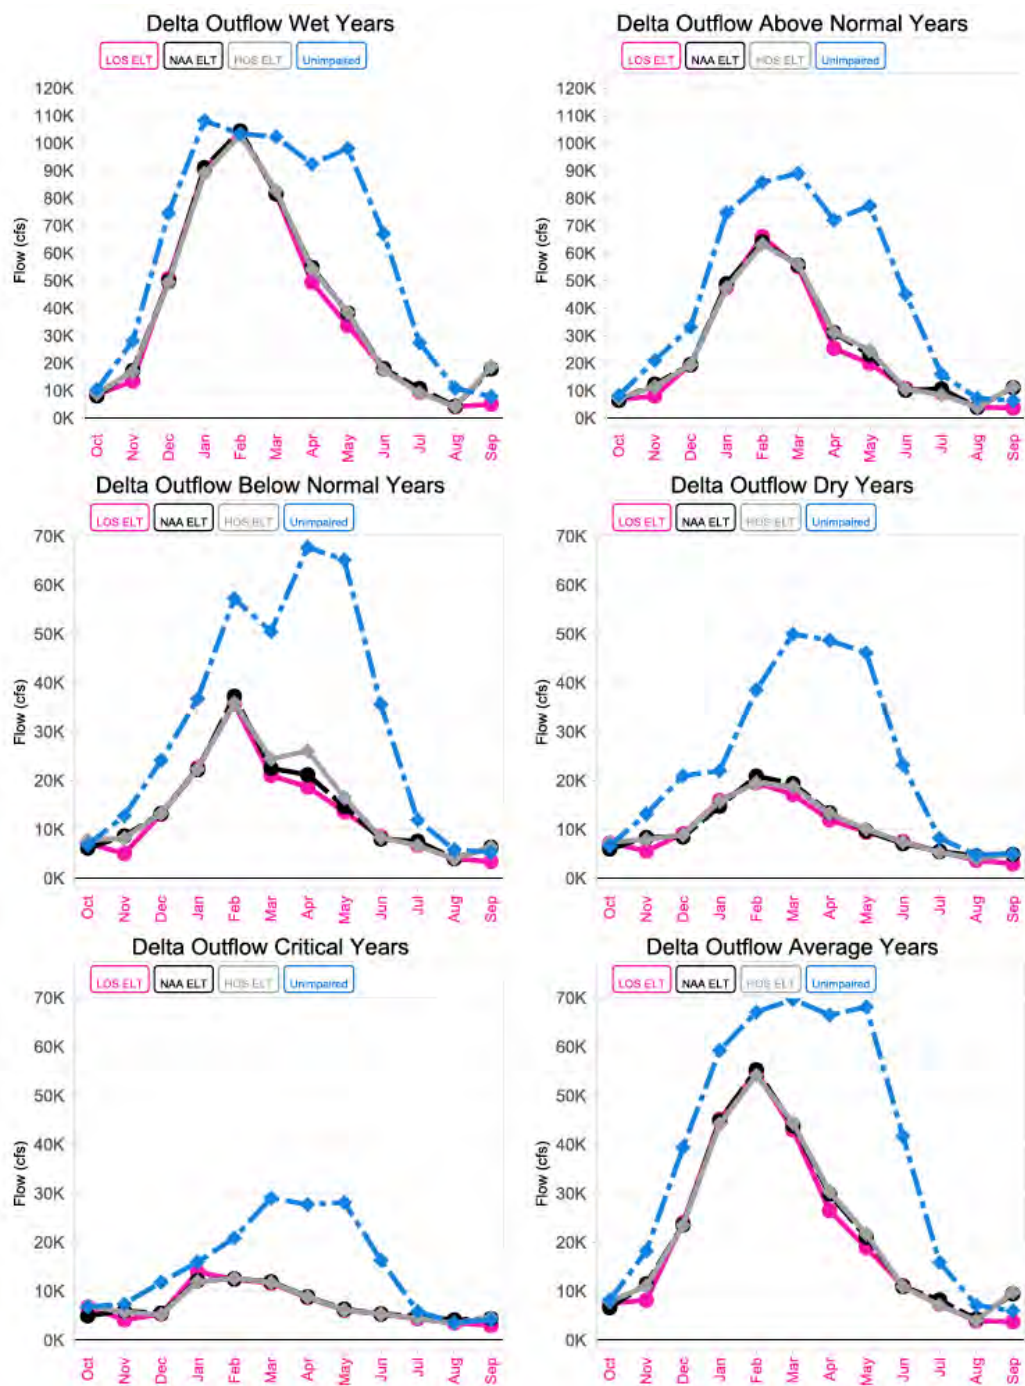 Delta Outflow Wet Years
LOS ELT NAA ELT HOS ELT Unimpaired
120K
110K
100K
90K
80K
70K
60K
50K
40K
30K
20K
10K
0K
Flow (cfs)
Oct Nov Dec Jan Feb Mar Apr May Jun Jul Aug Sep
Delta Outflow Above Normal Years
LOS ELT NAA ELT HOS ELT Unimpaired
120K
110K
100K
90K
80K
70K
60K
50K
40K
30K
20K
10K
0K
Flow (cfs)
Oct Nov Dec Jan Feb Mar Apr May Jun Jul Aug Sep
Delta Outflow Below Normal Years
LOS ELT NAA ELT HOS ELT Unimpaired
70K
60K
50K
40K
30K
20K
10K
0K
Flow (cfs)
Oct Nov Dec Jan Feb Mar Apr May Jun Jul Aug Sep
Delta Outflow Dry Years
LOS ELT NAA ELT HOS ELT Unimpaired
70K
60K
50K
40K
30K
20K
10K
0K
Flow (cfs)
Oct Nov Dec Jan Feb Mar Apr May Jun Jul Aug Sep
Delta Outflow Critical Years
LOS ELT NAA ELT HOS ELT Unimpaired
70K
60K
50K
40K
30K
20K
10K
0K
Flow (cfs)
Oct Nov Dec Jan Feb Mar Apr May Jun Jul Aug Sep
Delta Outflow Average Years
LOS ELT NAA ELT HOS ELT Unimpaired
70K
60K
50K
40K
30K
20K
10K
0K
Flow (cfs)
Oct Nov Dec Jan Feb Mar Apr May Jun Jul Aug Sep